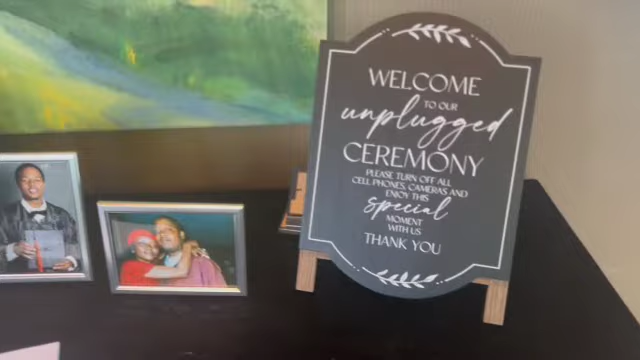 WELCOME
TO OUR
unplugged
CEREMONY
PLEASE TURN OFF ALL
CELL PHONES, CAMERAS AND
ENJOY THIS
special
MOMENT
WITH US
THANK YOU